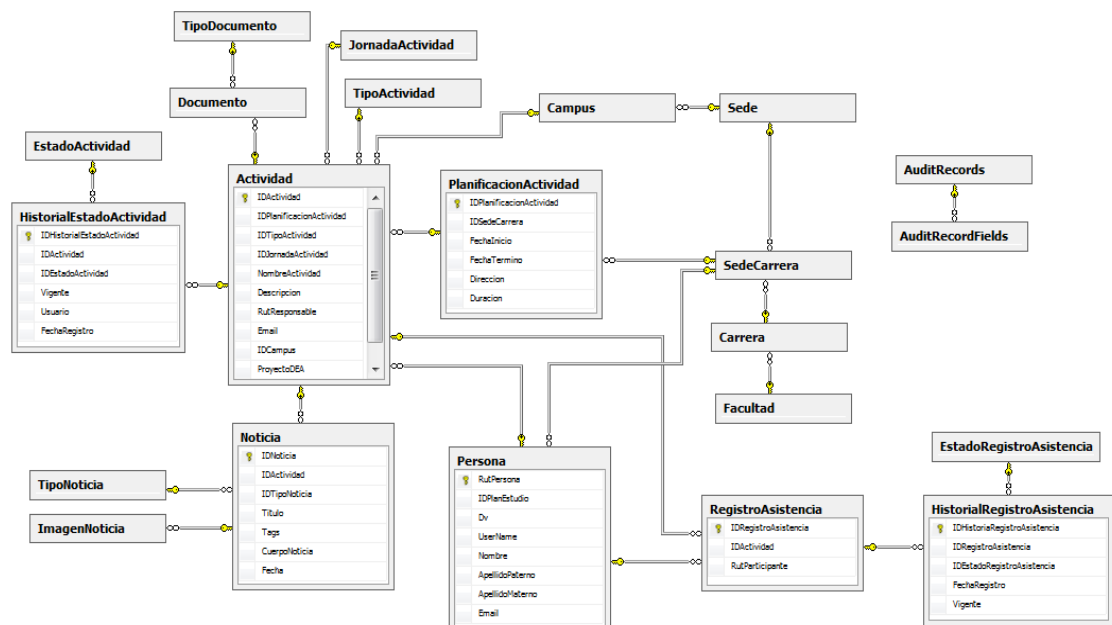 TipoDocumento
JornadaActividad
TipoActividad
Documento
Campus
Sede
EstadoActividad
AuditRecords
AuditRecordFields
Actividad
IDActividad
IDPlanificacionActividad
IDTipoActividad
IDJornadaActividad
NombreActividad
Descripcion
RutResponsable
Email
IDCampus
ProyectoDEA
PlanificacionActividad
IDPlanificacionActividad
IDSedeCarrera
FechaInicio
FechaTermino
Direccion
Duracion
HistorialEstadoActividad
IDHistorialEstadoActividad
IDActividad
IDEstadoActividad
Vigente
Usuario
FechaRegistro
SedeCarrera
Carrera
Facultad
Noticia
IDNoticia
IDActividad
IDTipoNoticia
Titulo
Tags
CuerpoNoticia
Fecha
TipoNoticia
ImagenNoticia
Persona
RutPersona
IDPlanEstudio
Dv
UserName
Nombre
ApellidoPaterno
ApellidoMaterno
Email
RegistroAsistencia
IDRegistroAsistencia
IDActividad
RutParticipante
EstadoRegistroAsistencia
HistorialRegistroAsistencia
IDHistoriaRegistroAsistencia
IDRegistroAsistencia
IDEstadoRegistroAsistencia
FechaRegistro
Vigente